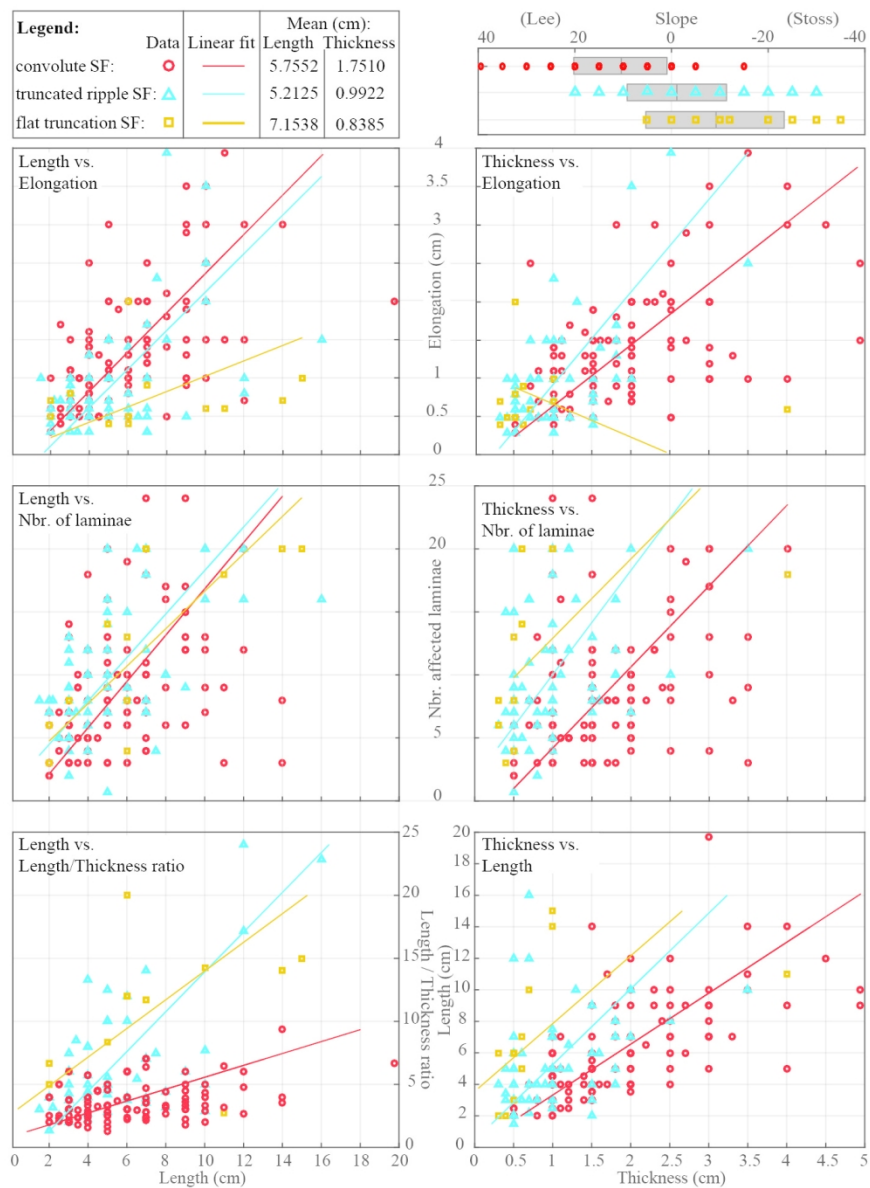 Legend:
Mean (cm):
Data Linear fit Length Thickness
convolute SF: 5.7552 1.7510
truncated ripple SF: 5.2125 0.9922
flat truncation SF: 7.1538 0.8385
(Lee) Slope (Stoss)
40 20 0 -20 -40
Length vs.
Elongation
Thickness vs.
Elongation
4
3.5
3
2
1
0.5
0
Elongation (cm)
Length vs.
Nbr. of laminae
Thickness vs.
Nbr. of laminae
25
20
10
5
0
Nbr. affected laminae
Length vs.
Length/Thickness ratio
25
20
15
10
5
0
Length / Thickness ratio
0 2 4 6 8 10 12 14 16 20
Length (cm)
Thickness vs.
Length
20
18
16
14
12
10
8
6
4
2
0
Length (cm)
0 0.5 1 1.5 2 2.5 3 3.5 4 4.5 5
Thickness (cm)